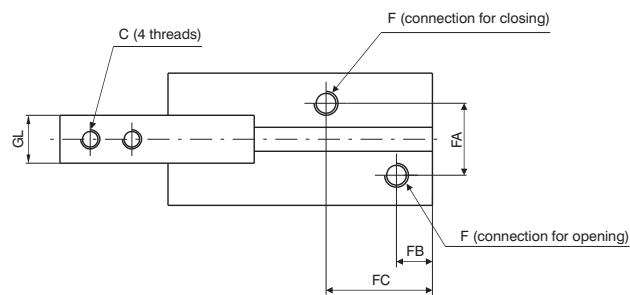 F (connection for closing)
C (4 threads)
GL
FA
F (connection for opening)
FB
FC